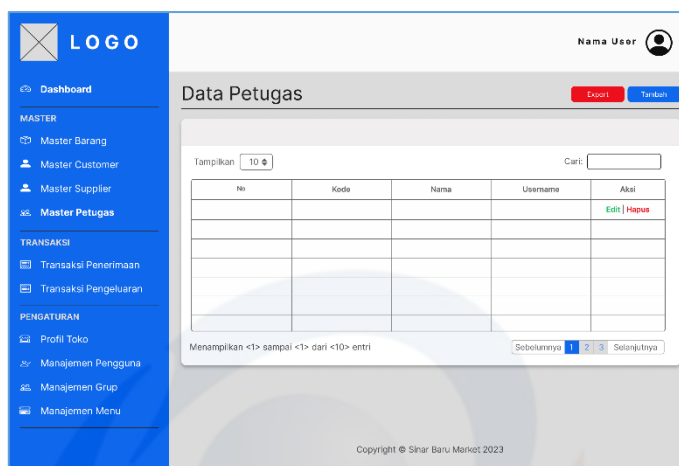 LOGO
Nama User
Dashboard
MASTER
Master Barang
Master Customer
Master Supplier
Master Petugas
TRANSAKSI
Transaksi Penerimaan
Transaksi Pengeluaran
PENGATURAN
Profil Toko
Manajemen Pengguna
Manajemen Grup
Manajemen Menu
Data Petugas
Export Tambah
Tampilkan 10 Cari:
No Kode Nama Username Aksi
Edit | Hapus
Menampilkan <1> sampai <1> dari <10> entri
Sebelumnya 1 2 3 Selanjutnya
Copyright © Sinar Baru Market 2023